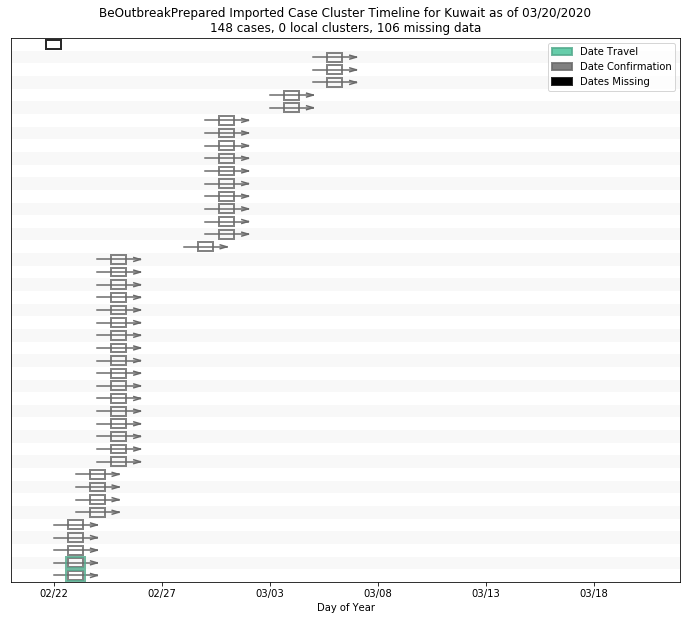 BeOutbreakPrepared Imported Case Cluster Timeline for Kuwait as of 03/20/2020
148 cases, 0 local clusters, 106 missing data
Date Travel
Date Confirmation
Dates Missing
02/22 02/27 03/03 03/08 03/13 03/18
Day of Year